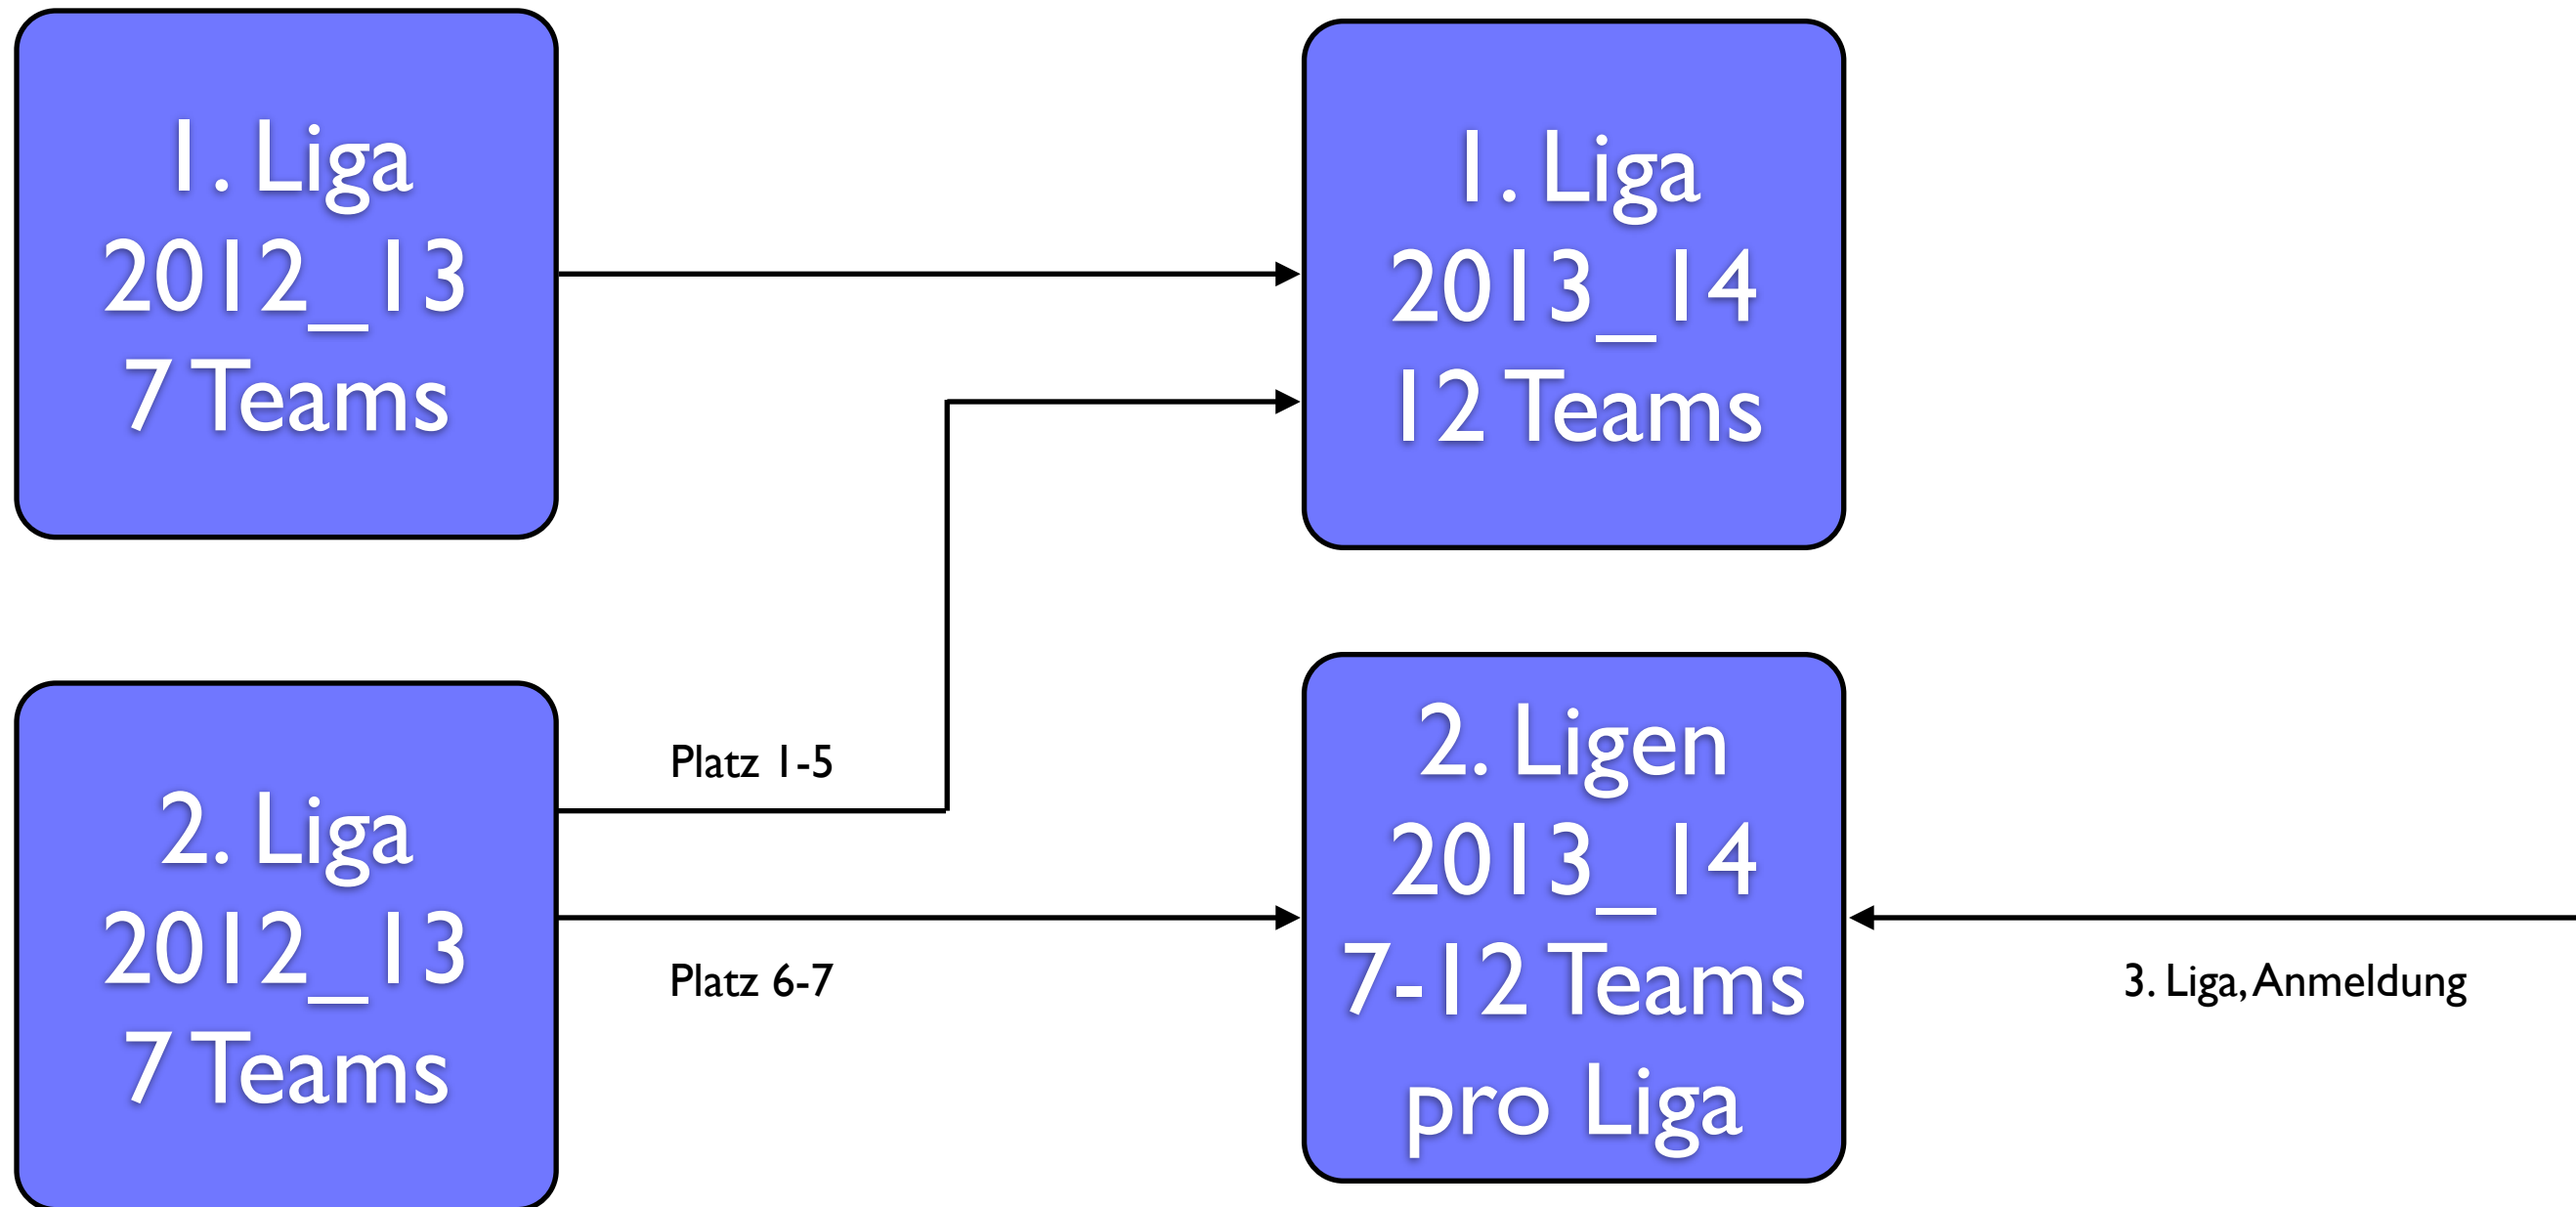 1. Liga
2012_13
7 Teams
1. Liga
2013_14
12 Teams
Platz 1-5
2. Liga
2012_13
7 Teams
Platz 6-7
2. Ligen
2013_14
7-12 Teams
pro Liga
3. Liga, Anmeldung